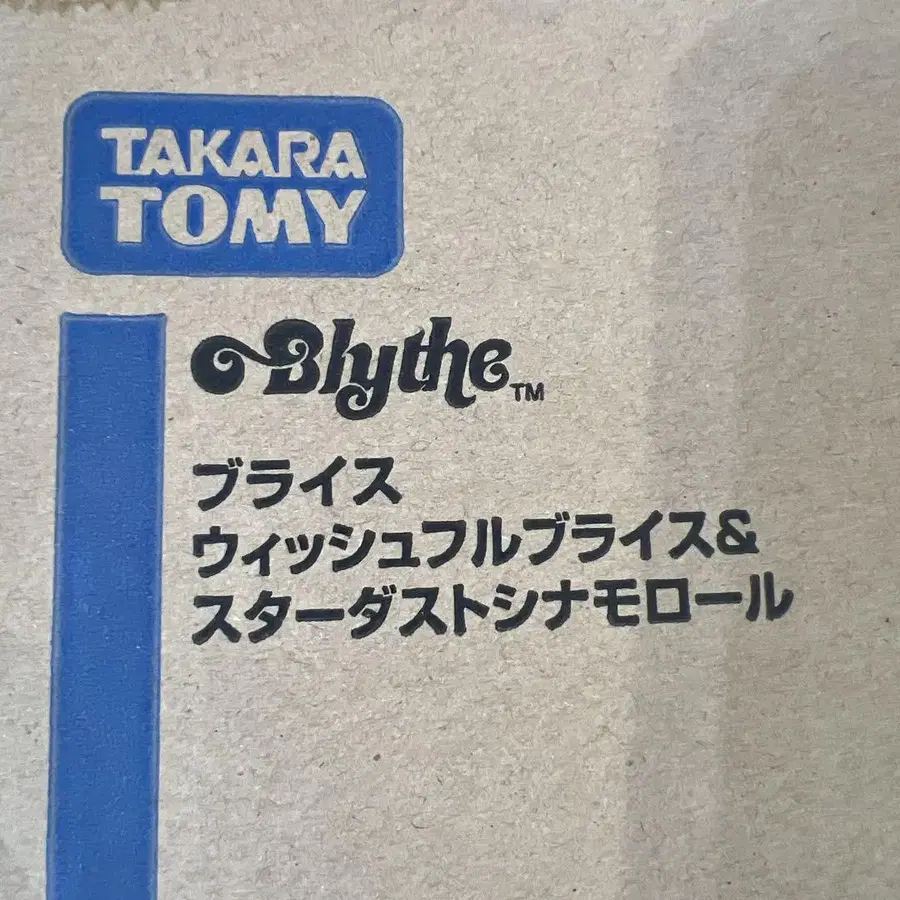 TAKARA
TOMY
Blythe™
ブライス
ウィッシュフルブライス&
スターダストシナモロール